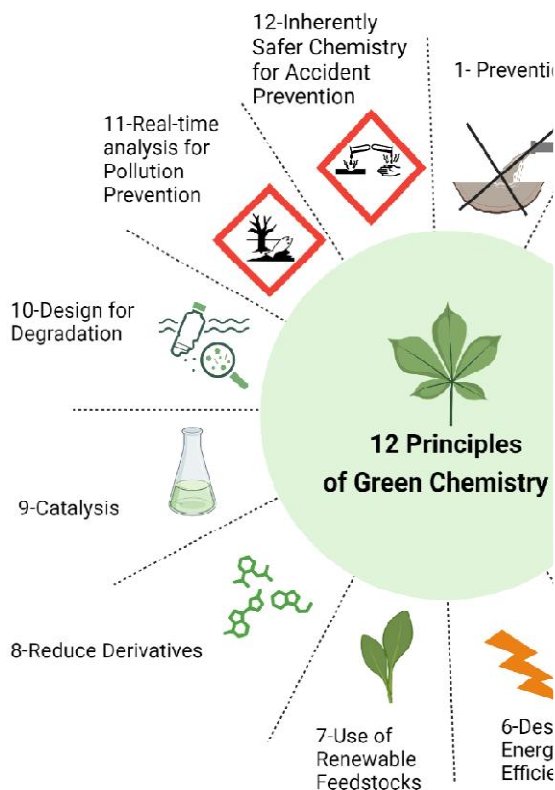 12-Inherently
Safer Chemistry
for Accident
Prevention
1- Preventio
11-Real-time
analysis for
Pollution
Prevention
10-Design for
Degradation
12 Principles
of Green Chemistry
9-Catalysis
8-Reduce Derivatives
7-Use of
Renewable
Feedstocks
6-Des
Energ
Efficie